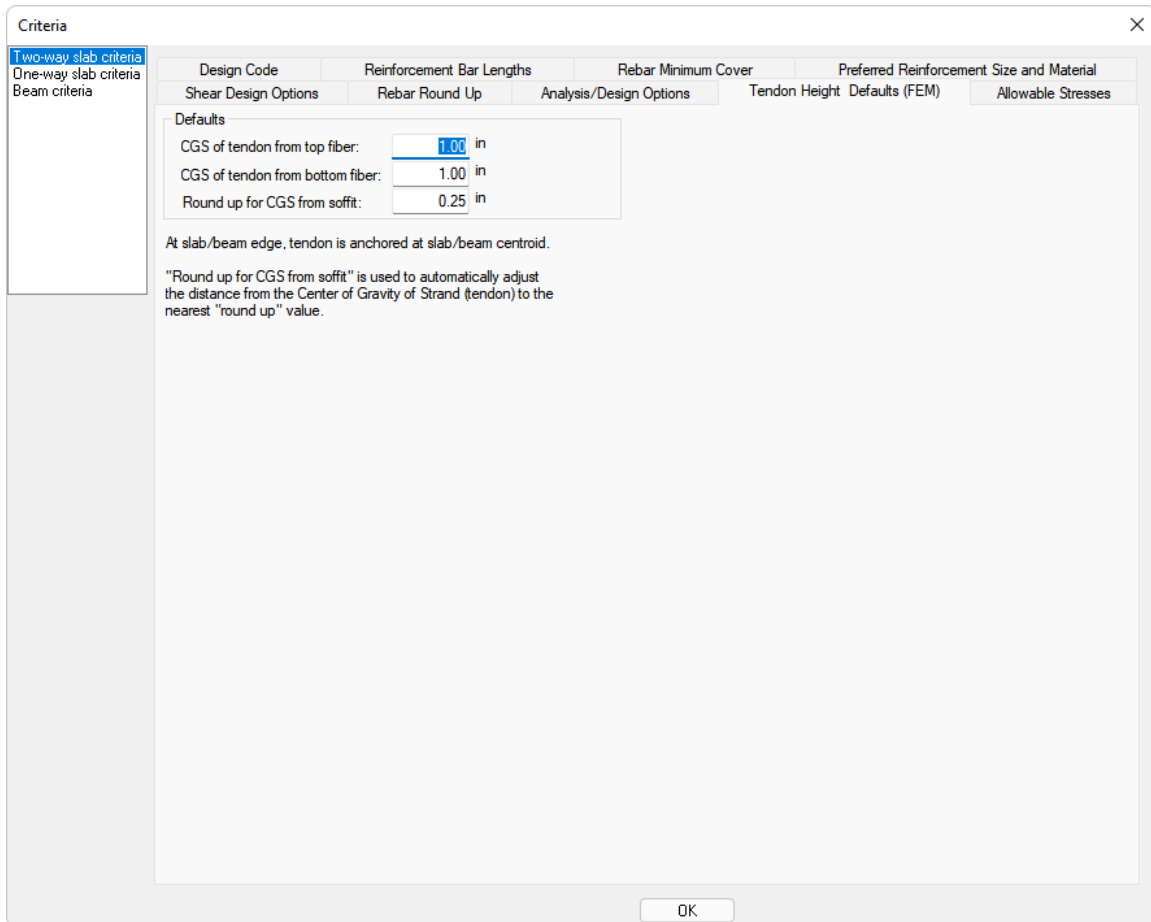 Criteria
Two-way slab criteria
One-way slab criteria
Beam criteria
Design Code
Reinforcement Bar Lengths
Rebar Minimum Cover
Preferred Reinforcement Size and Material
Shear Design Options
Rebar Round Up
Analysis/Design Options
Tendon Height Defaults (FEM)
Allowable Stresses
Defaults
CGS of tendon from top fiber: 1.00 in
CGS of tendon from bottom fiber: 1.00 in
Round up for CGS from soffit: 0.25 in
At slab/beam edge, tendon is anchored at slab/beam centroid.
"Round up for CGS from soffit" is used to automatically adjust
the distance from the Center of Gravity of Strand (tendon) to the
nearest "round up" value.
OK